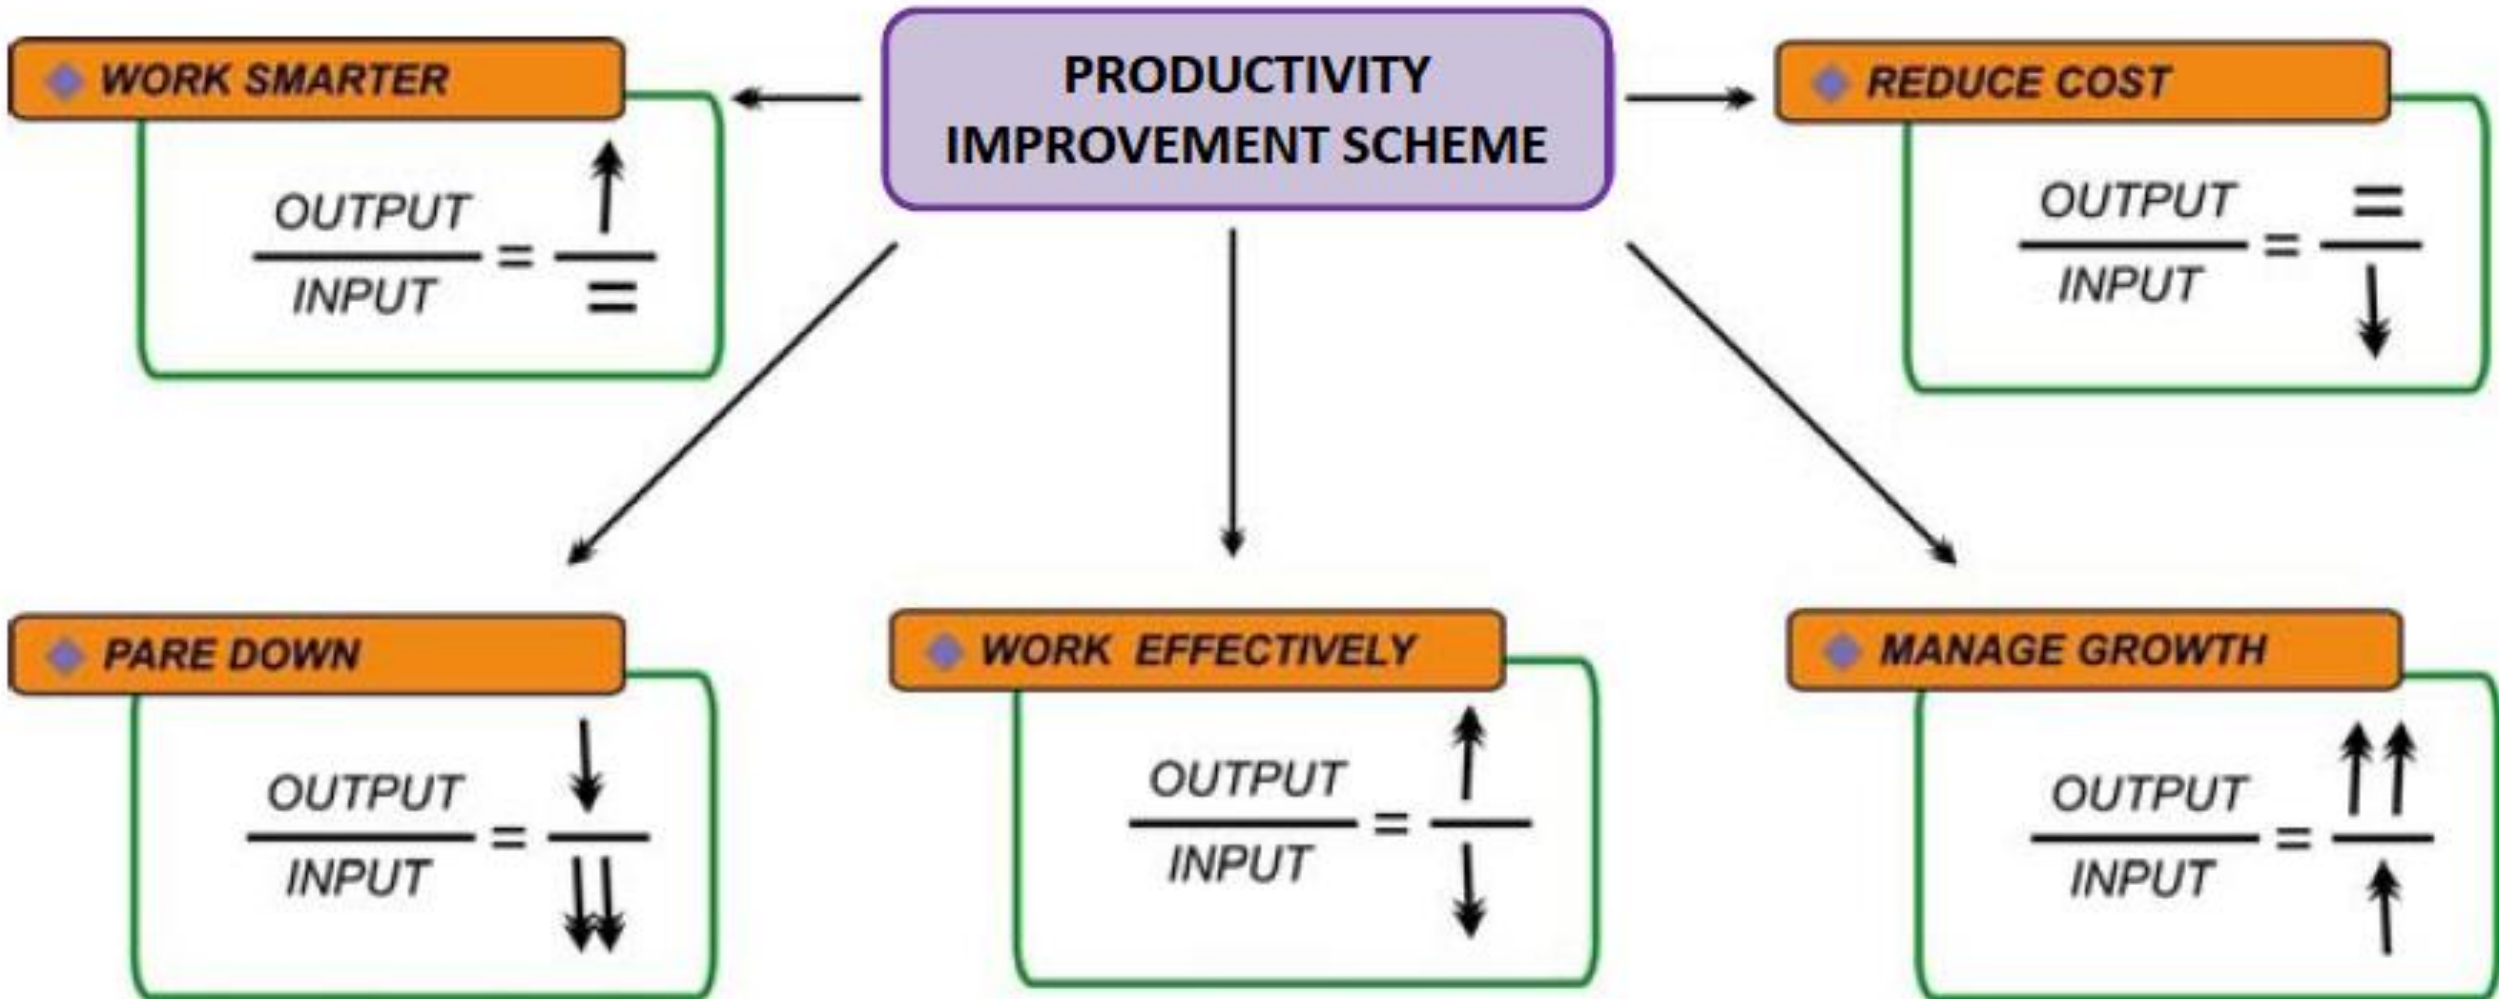 PRODUCTIVITY
IMPROVEMENT SCHEME
WORK SMARTER
OUTPUT
INPUT
=
↑
=
REDUCE COST
OUTPUT
INPUT
=
=
↓
PARE DOWN
OUTPUT
INPUT
=
↓
↓↓
WORK EFFECTIVELY
OUTPUT
INPUT
=
↑
↓
MANAGE GROWTH
OUTPUT
INPUT
=
↑↑
↑